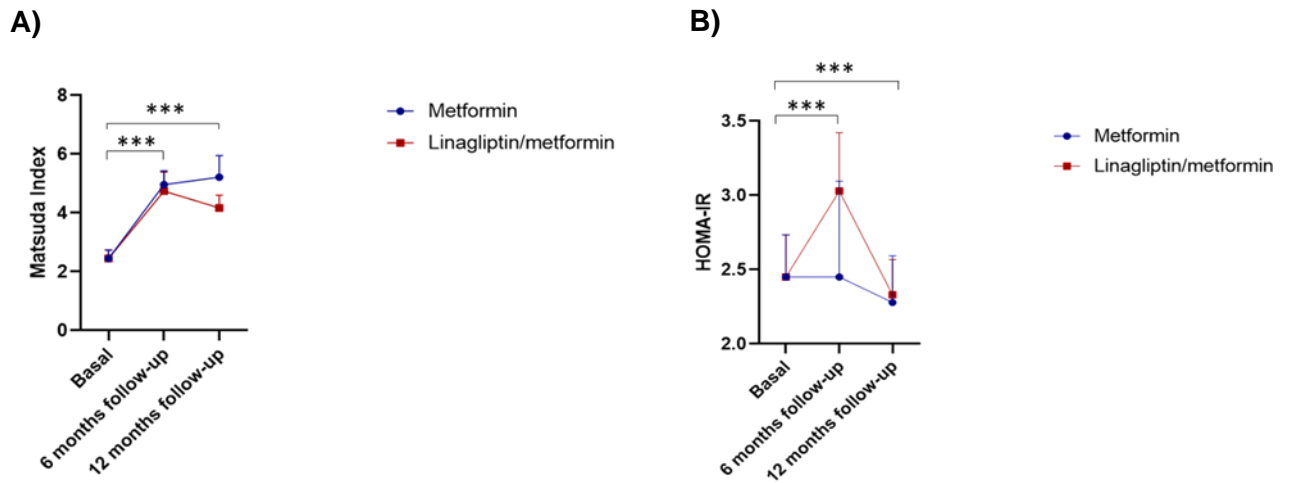 A)
8
6
4
2
0
Matsuda Index
***
***
Basal
6 months follow-up
12 months follow-up
Metformin
Linagliptin/metformin
B)
3.5
3.0
2.5
2.0
HOMA-IR
***
***
Basal
6 months follow-up
12 months follow-up
Metformin
Linagliptin/metformin